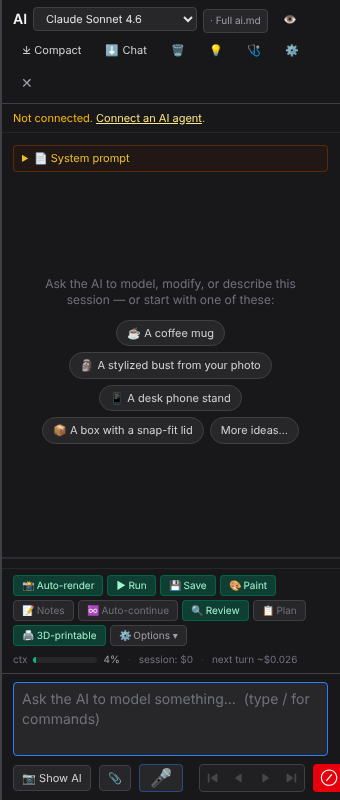 AI Claude Sonnet 4.6 · Full ai.md
Compact Chat
Not connected. Connect an AI agent.
System prompt
Ask the AI to model, modify, or describe this
session — or start with one of these:
A coffee mug
A stylized bust from your photo
A desk phone stand
A box with a snap-fit lid More ideas...
Auto-render Run Save Paint
Notes Auto-continue Review Plan
3D-printable Options
ctx 4% · session: $0 · next turn ~$0.026
Ask the AI to model something... (type / for
commands)
Show AI